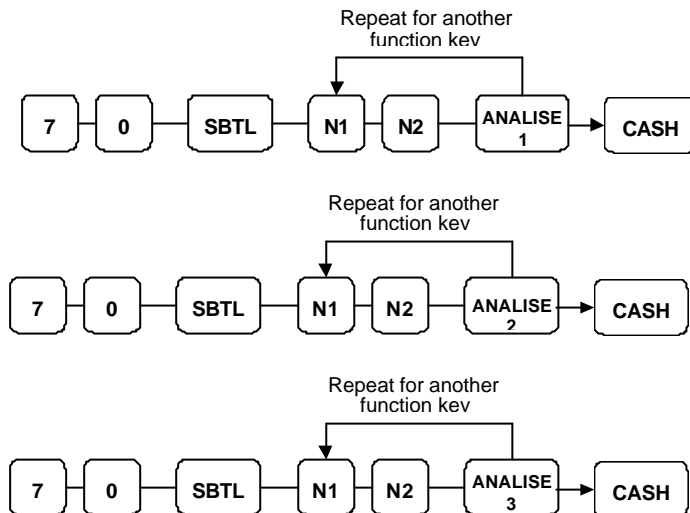 Repeat for another
function key
7 0 SBTL N1 N2 ANALISE
1 CASH
Repeat for another
function key
7 0 SBTL N1 N2 ANALISE
2 CASH
Repeat for another
function key
7 0 SBTL N1 N2 ANALISE
3 CASH